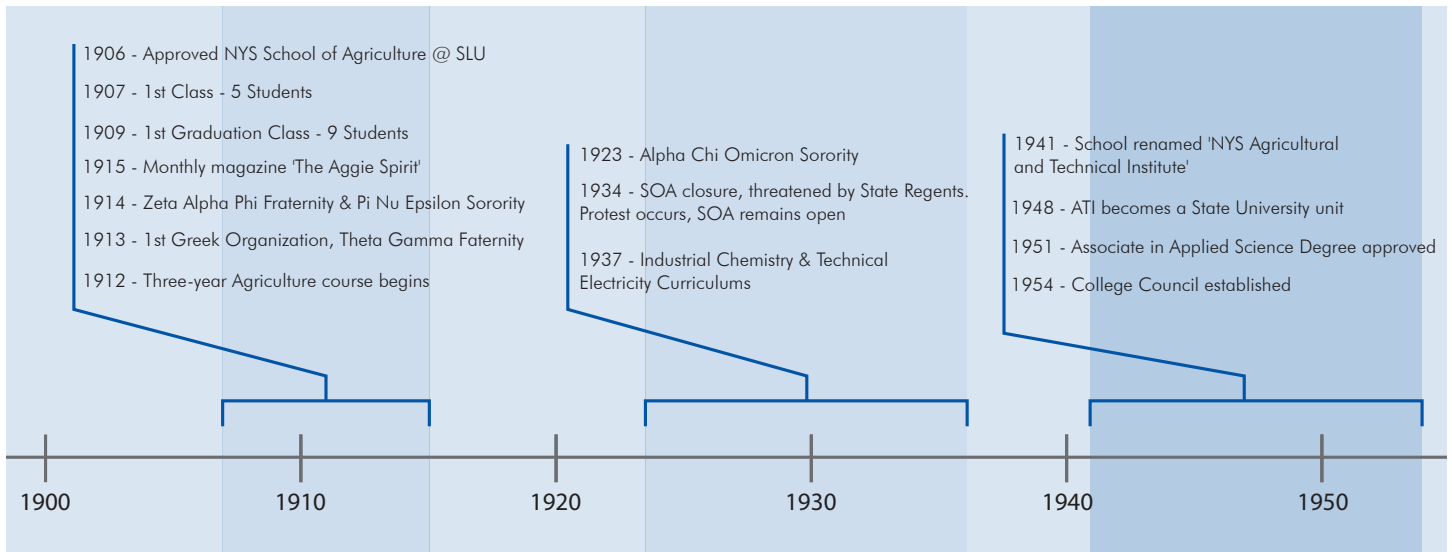 1906 - Approved NYS School of Agriculture @ SLU
1907 - 1st Class - 5 Students
1909 - 1st Graduation Class - 9 Students
1915 - Monthly magazine 'The Aggie Spirit'
1914 - Zeta Alpha Phi Fraternity & Pi Nu Epsilon Sorority
1913 - 1st Greek Organization, Theta Gamma Faternity
1912 - Three-year Agriculture course begins
1923 - Alpha Chi Omicron Sorority
1934 - SOA closure, threatened by State Regents.
Protest occurs, SOA remains open
1937 - Industrial Chemistry & Technical
Electricity Curriculums
1941 - School renamed 'NYS Agricultural
and Technical Institute'
1948 - ATI becomes a State University unit
1951 - Associate in Applied Science Degree approved
1954 - College Council established
1900
1910
1920
1930
1940
1950